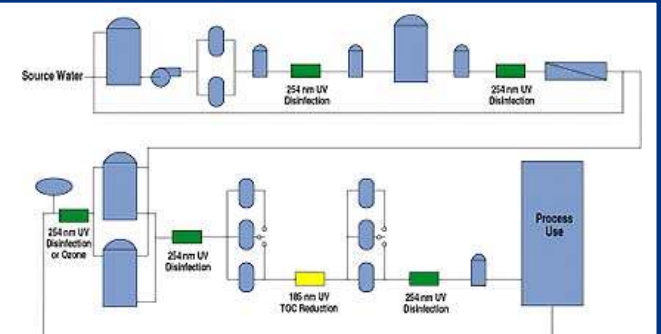 Source Water
254 nm UV
Disinfection
254 nm UV
Disinfection
254 nm UV
Disinfection
or Ozone
254 nm UV
Disinfection
185 nm UV
TOC Reduction
254 nm UV
Disinfection
Process
Use